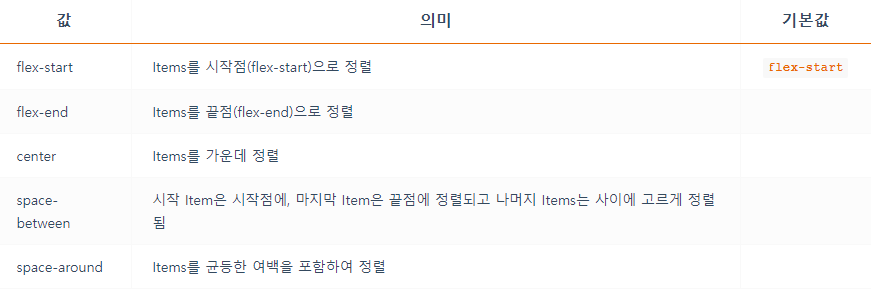 값 의미 기본값
flex-start Items를 시작점(flex-start)으로 정렬 flex-start
flex-end Items를 끝점(flex-end)으로 정렬
center Items를 가운데 정렬
space-between 시작 Item은 시작점에, 마지막 Item은 끝점에 정렬되고 나머지 Items는 사이에 고르게 정렬됨
space-around Items를 균등한 여백을 포함하여 정렬